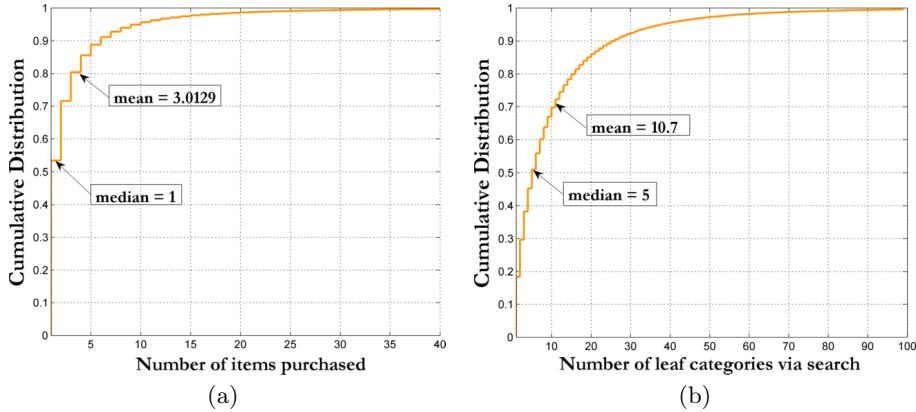 1
0.9
0.8
0.7
0.6
0.5
0.4
0.3
0.2
0.1
0
Cumulative Distribution
mean = 3.0129
median = 1
5 10 15 20 25 30 35 40
Number of items purchased
(a)
1
0.9
0.8
0.7
0.6
0.5
0.4
0.3
0.2
0.1
0
Cumulative Distribution
mean = 10.7
median = 5
10 20 30 40 50 60 70 80 90 100
Number of leaf categories via search
(b)